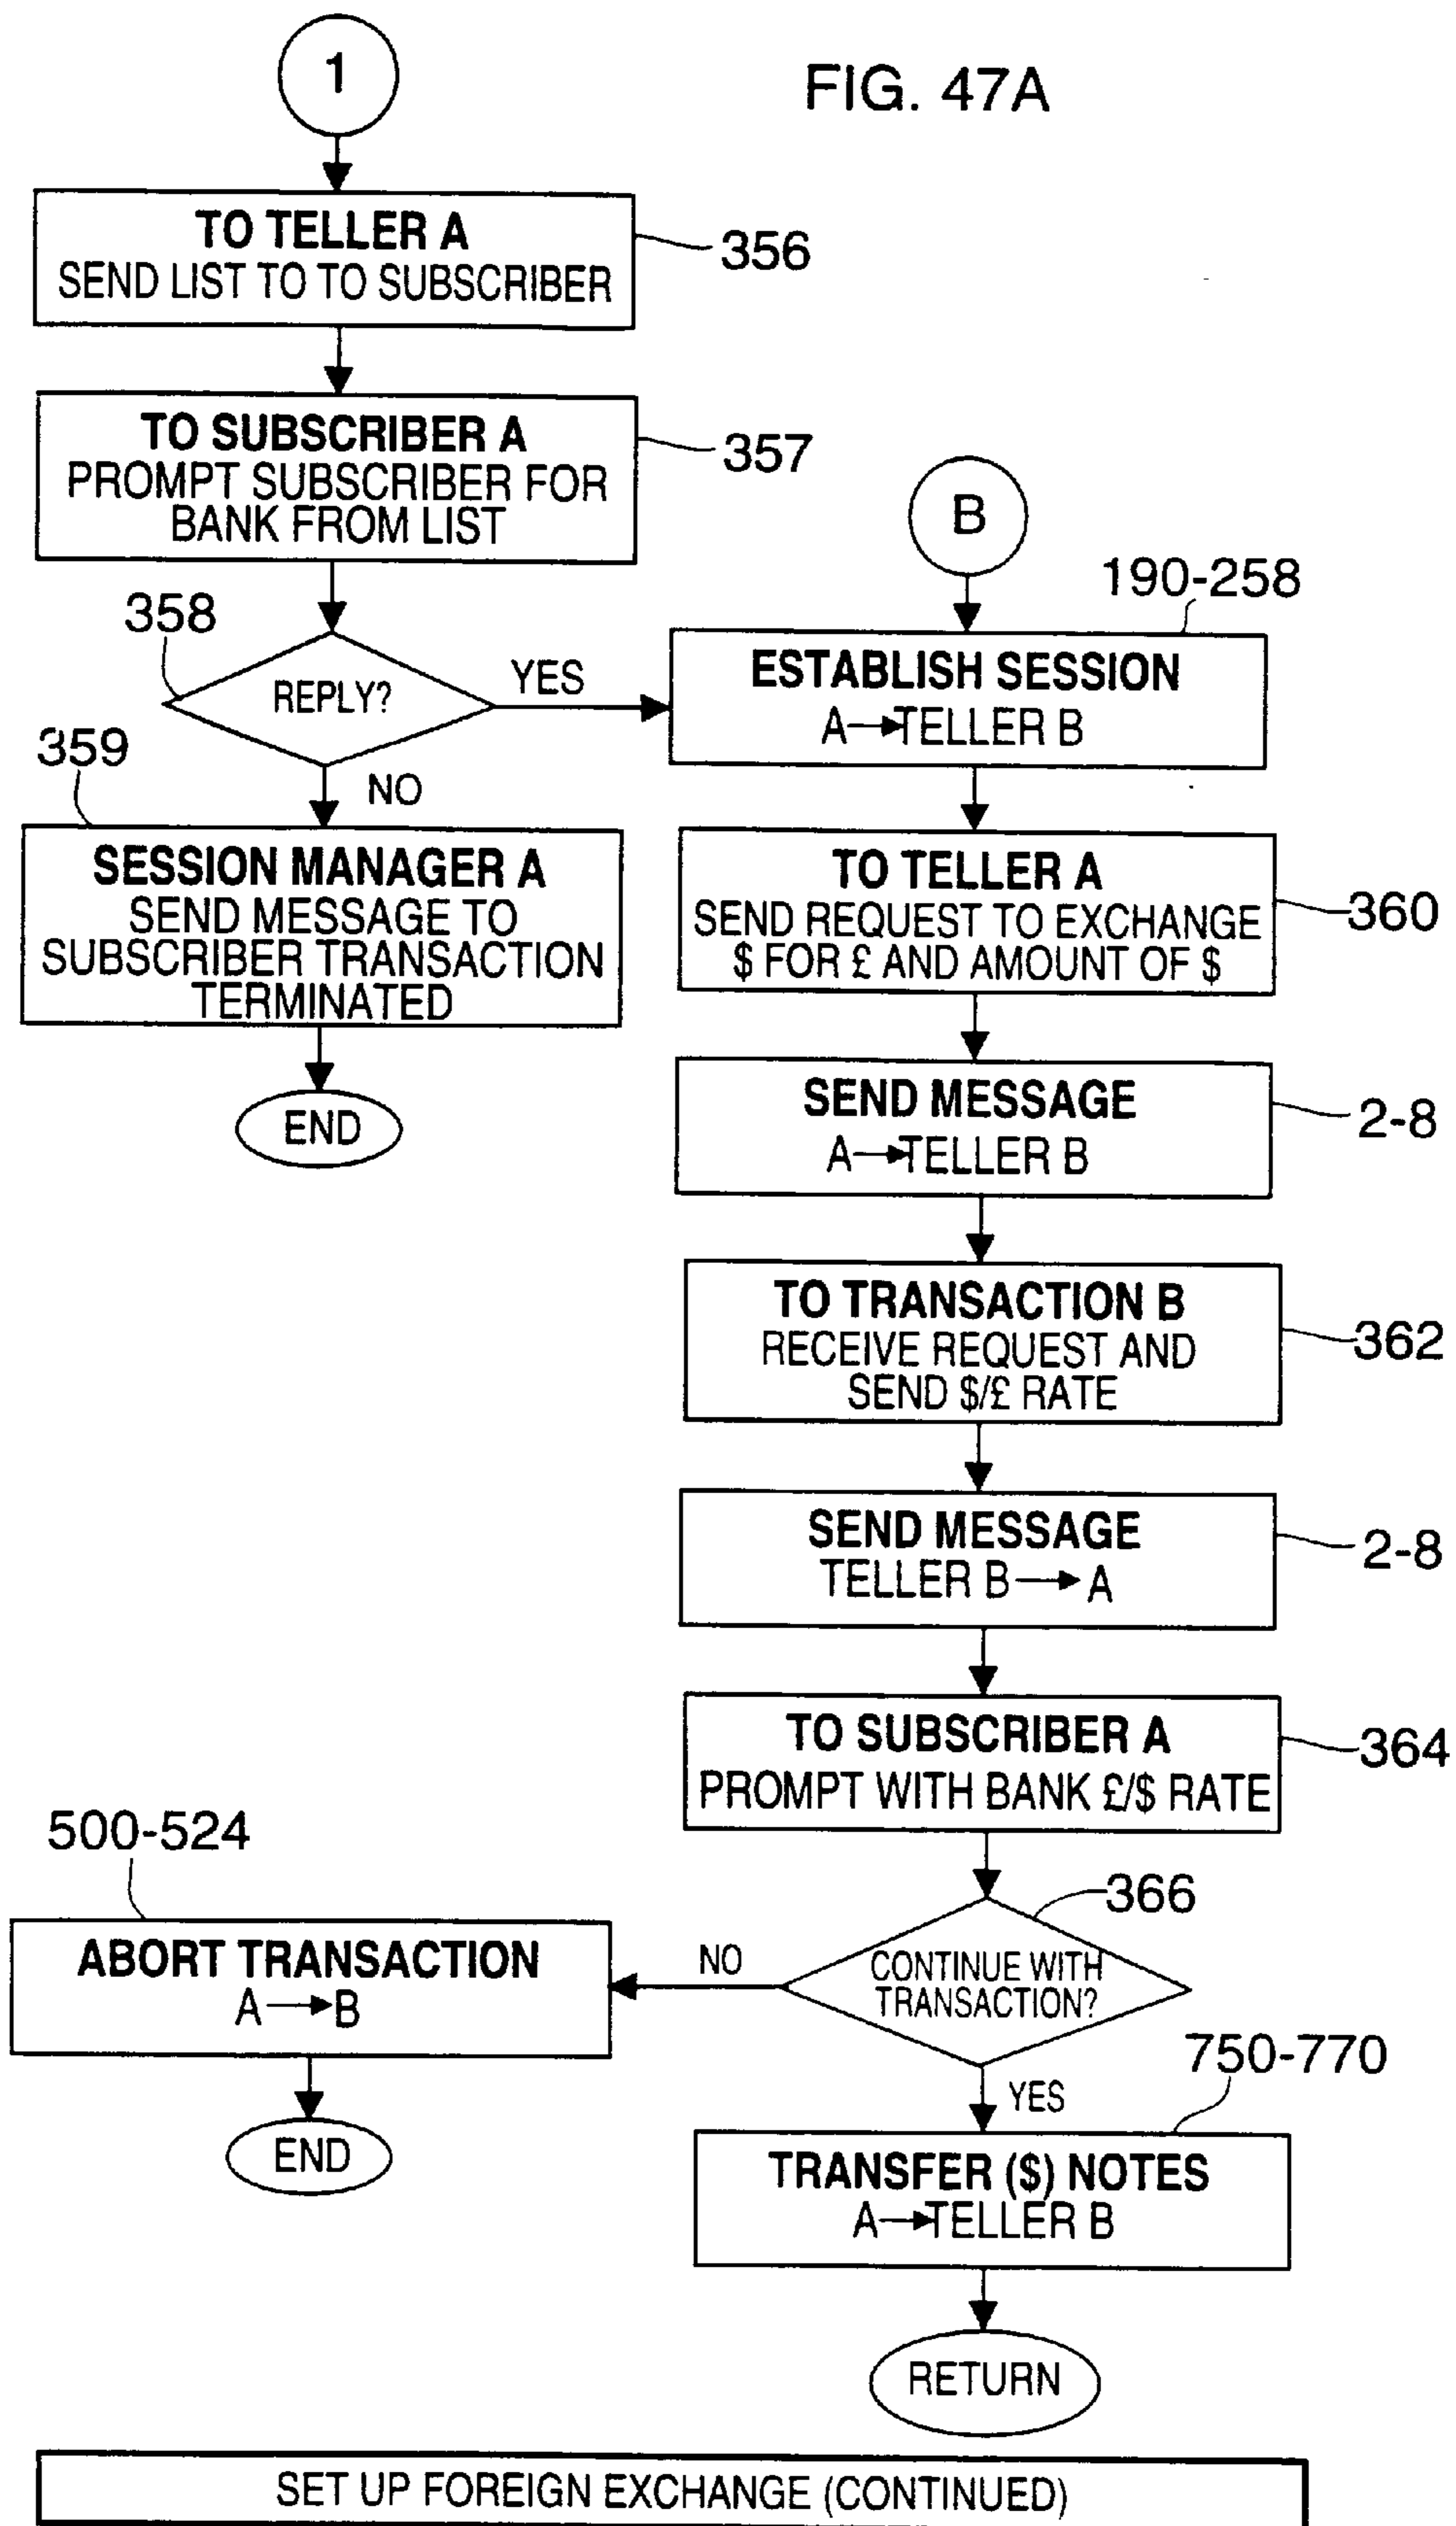 FIG. 47A
1
TO TELLER A
SEND LIST TO TO SUBSCRIBER
356
TO SUBSCRIBER A
PROMPT SUBSCRIBER FOR
BANK FROM LIST
357
358
REPLY?
YES
NO
359
SESSION MANAGER A
SEND MESSAGE TO
SUBSCRIBER TRANSACTION
TERMINATED
END
B
190-258
ESTABLISH SESSION
A→TELLER B
TO TELLER A
SEND REQUEST TO EXCHANGE
$ FOR £ AND AMOUNT OF $
360
SEND MESSAGE
A→TELLER B
2-8
TO TRANSACTION B
RECEIVE REQUEST AND
SEND $/£ RATE
362
SEND MESSAGE
TELLER B→A
2-8
TO SUBSCRIBER A
PROMPT WITH BANK £/$ RATE
364
366
CONTINUE WITH
TRANSACTION?
NO
500-524
ABORT TRANSACTION
A→B
END
YES
750-770
TRANSFER ($) NOTES
A→TELLER B
RETURN
SET UP FOREIGN EXCHANGE (CONTINUED)